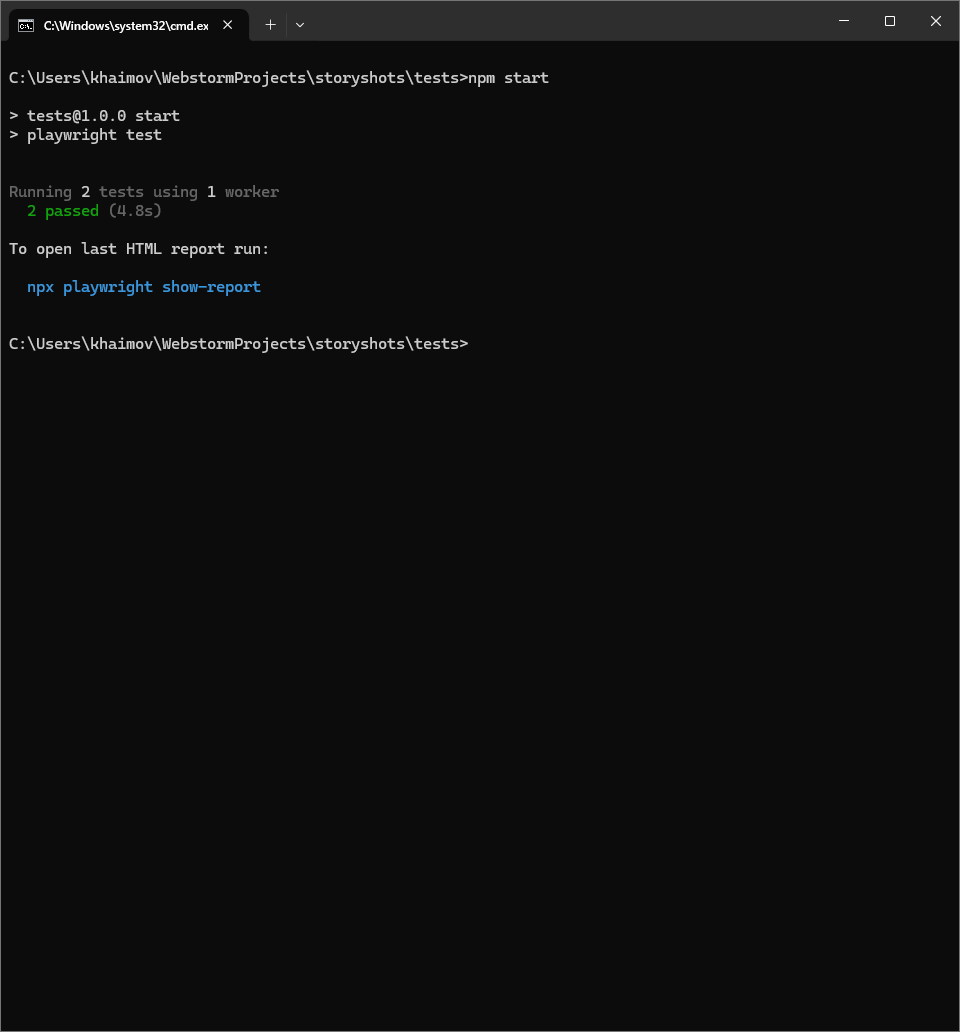 C:\Windows\system32\cmd.ex
C:\Users\khaimov\WebstormProjects\storyshots\tests>npm start
> tests@1.0.0 start
> playwright test
Running 2 tests using 1 worker
2 passed (4.8s)
To open last HTML report run:
npx playwright show-report
C:\Users\khaimov\WebstormProjects\storyshots\tests>